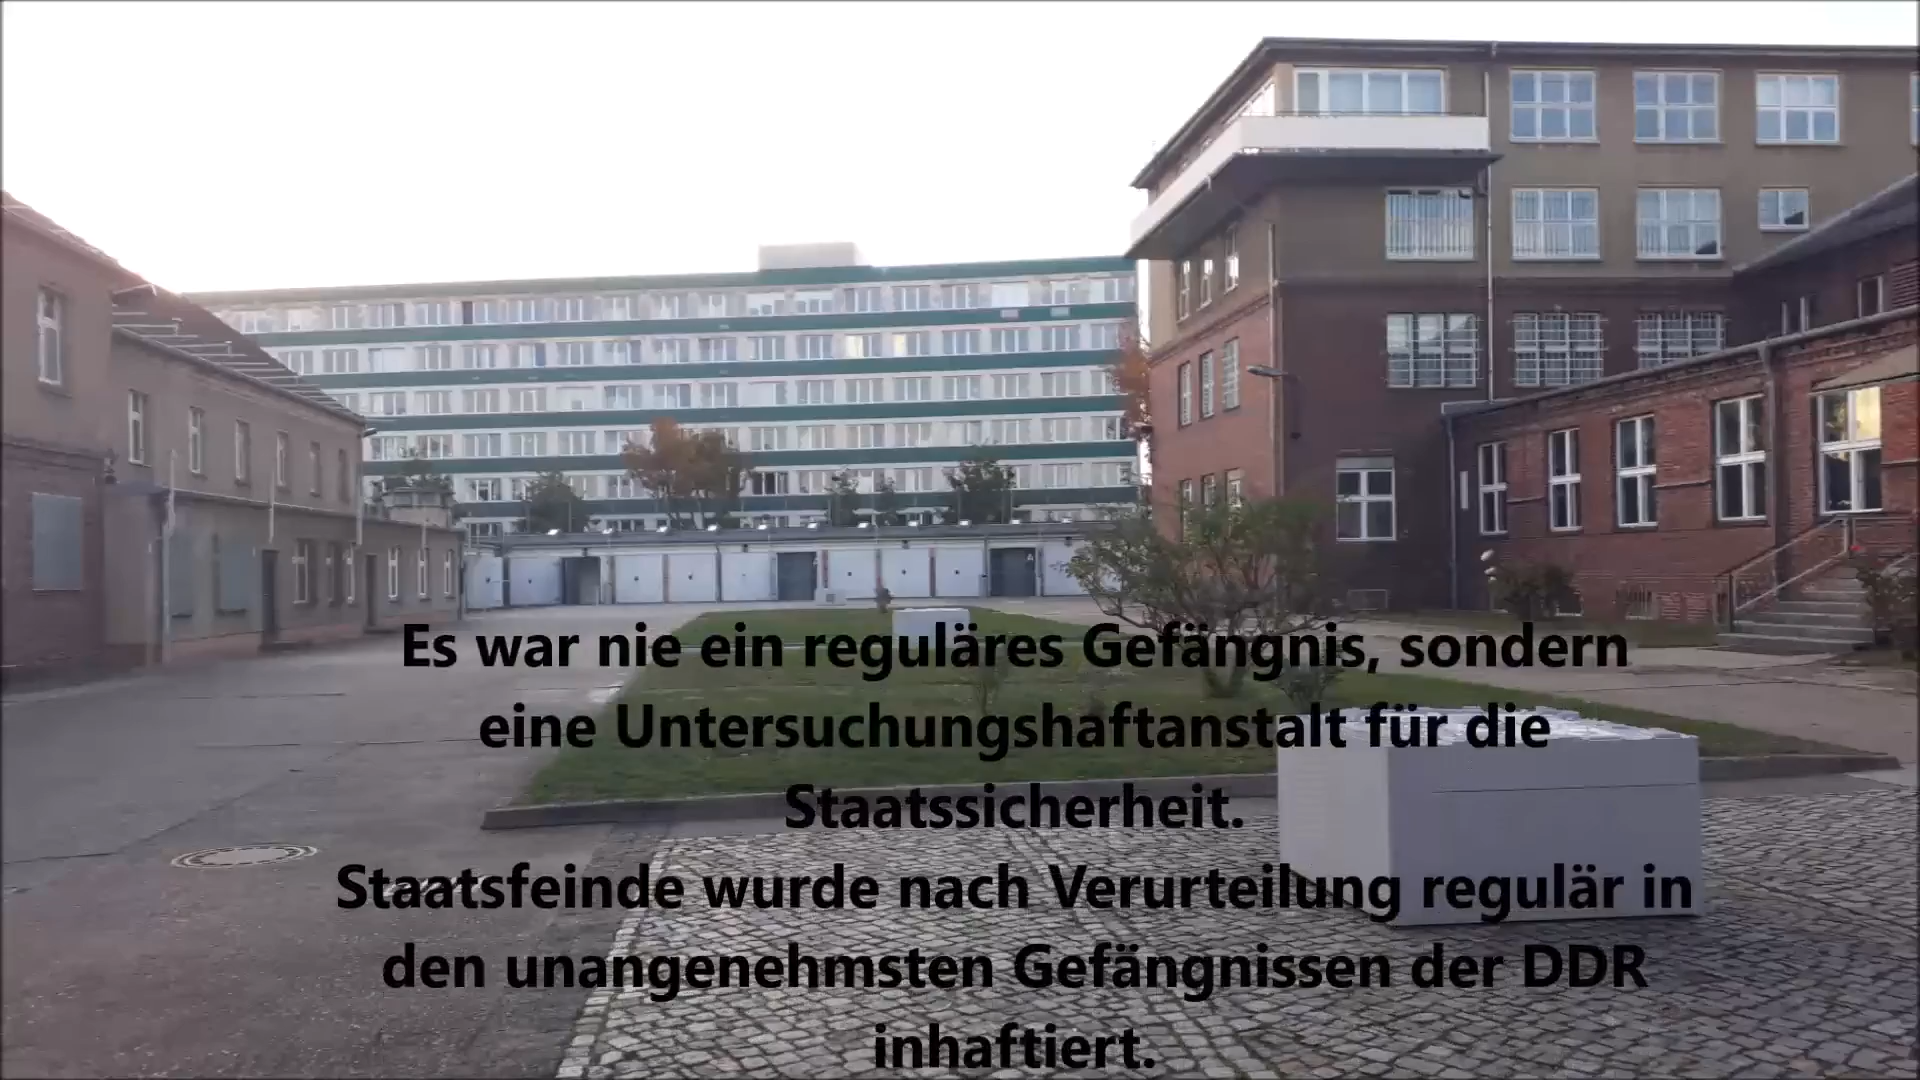 Es war nie ein reguläres Gefängnis, sondern
eine Untersuchungshaftanstalt für die
Staatssicherheit.
Staatsfeinde wurde nach Verurteilung regulär in
den unangenehmsten Gefängnissen der DDR
inhaftiert.